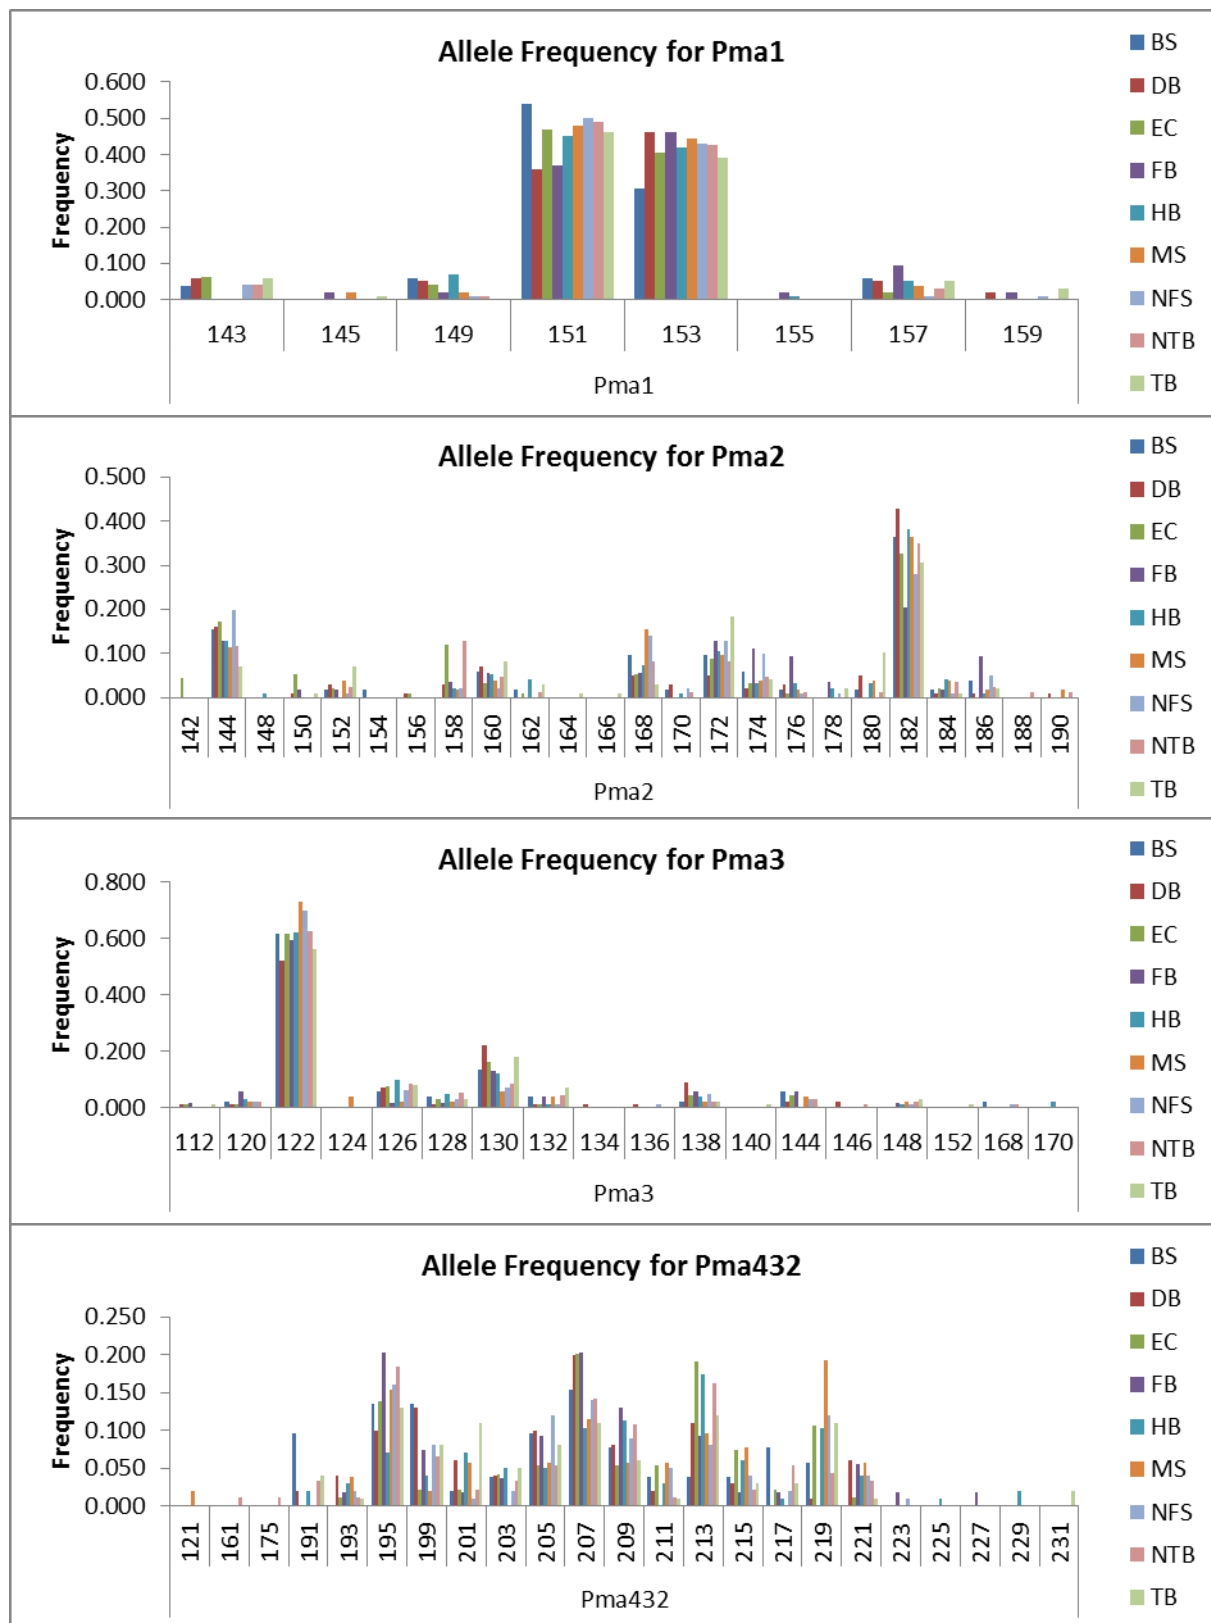 Allele Frequency for Pma1
Frequency
0.600
0.500
0.400
0.300
0.200
0.100
0.000
143 145 149 151 153 155 157 159
Pma1
BS
DB
EC
FB
HB
MS
NFS
NTB
TB
Allele Frequency for Pma2
Frequency
0.500
0.400
0.300
0.200
0.100
0.000
142 144 148 150 152 154 156 158 160 162 164 166 168 170 172 174 176 178 180 182 184 186 188 190
Pma2
BS
DB
EC
FB
HB
MS
NFS
NTB
TB
Allele Frequency for Pma3
Frequency
0.800
0.600
0.400
0.200
0.000
112 120 122 124 126 128 130 132 134 136 138 140 144 146 148 152 168 170
Pma3
BS
DB
EC
FB
HB
MS
NFS
NTB
TB
Allele Frequency for Pma432
Frequency
0.250
0.200
0.150
0.100
0.050
0.000
121 161 175 191 193 195 199 201 203 205 207 209 211 213 215 217 219 221 223 225 227 229 231
Pma432
BS
DB
EC
FB
HB
MS
NFS
NTB
TB